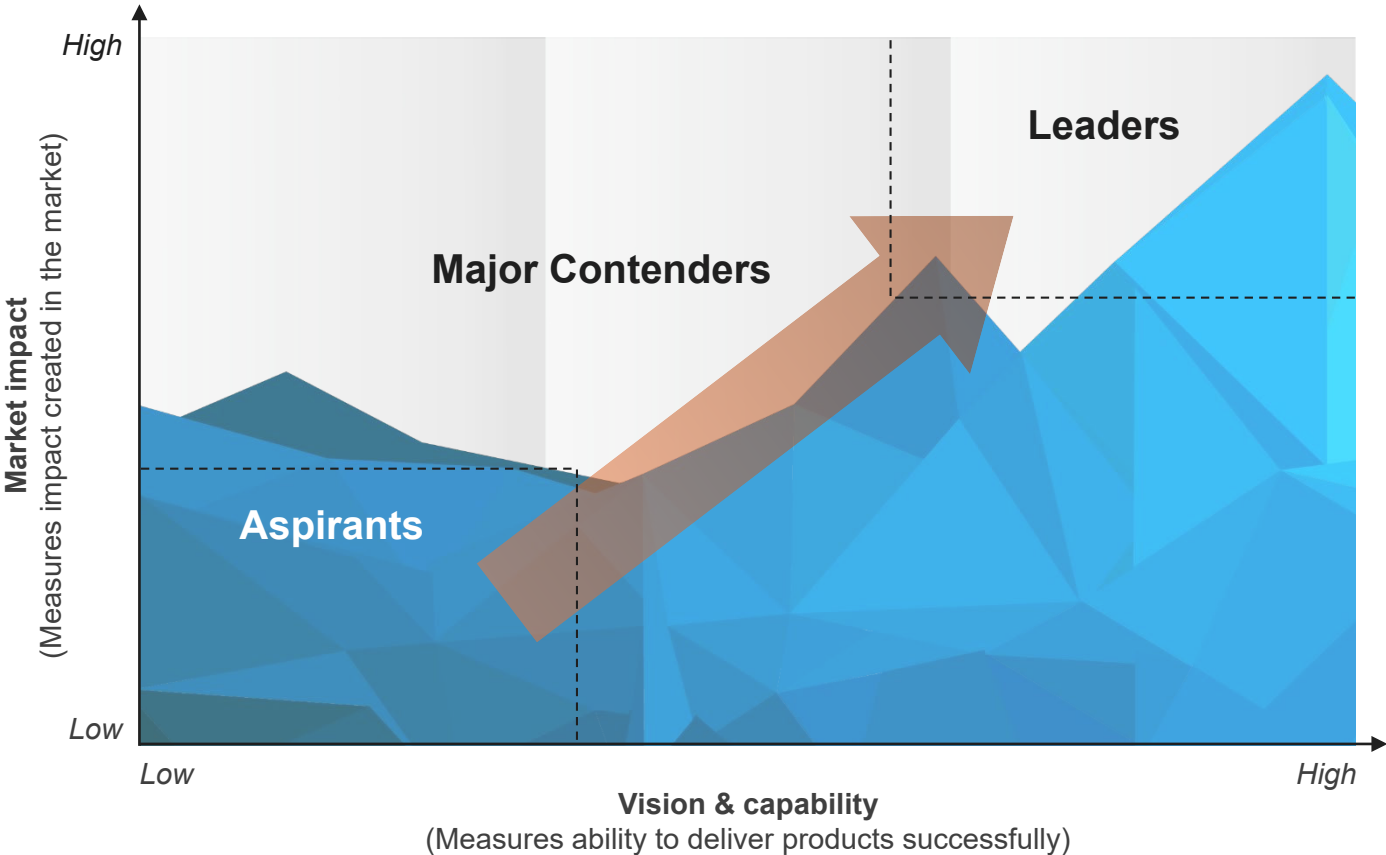 High
Leaders
Major Contenders
Market impact
(Measures impact created in the market)
Aspirants
Low
Low
High
Vision & capability
(Measures ability to deliver products successfully)